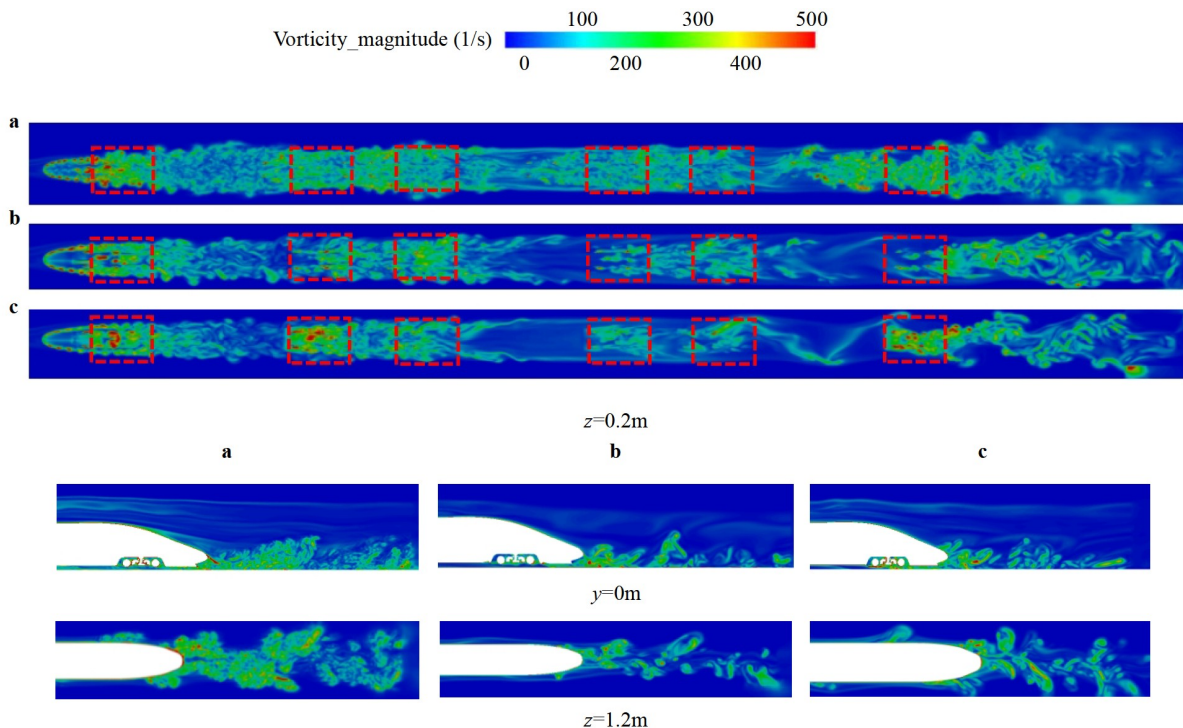 100 300 500
Vorticity_magnitude (1/s)
0 200 400
a
b
c
z=0.2m
a b c
y=0m
z=1.2m